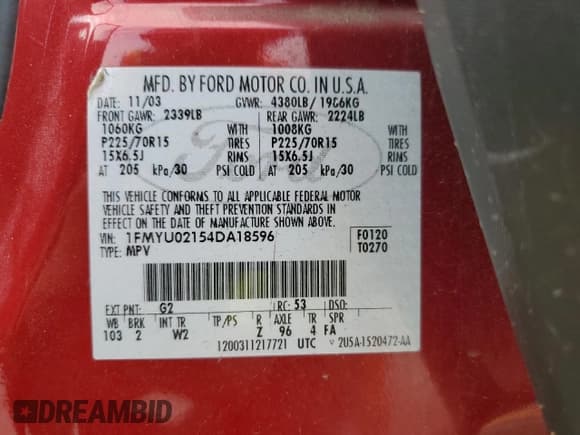 MFD. BY FORD MOTOR CO. IN U.S.A.
DATE: 11/03 GVWR: 4380LB/ 1986KG
FRONT GAWR: 2339LB REAR GAWR: 2224LB
1060KG WITH 1008KG WITH
P225/70R15 TIRES P225/70R15 TIRES
15X6.5J RIMS 15X6.5J RIMS
AT 205 kPa/30 PSI COLD AT 205 kPa/30 PSI COLD
THIS VEHICLE CONFORMS TO ALL APPLICABLE FEDERAL MOTOR
VEHICLE SAFETY AND THEFT PREVENTION STANDARDS IN
EFFECT ON THE DATE OF MANUFACTURE SHOWN ABOVE.
VIN: 1FMYU02154DA18596 F0120
TYPE: MPV T0270
EXT PNT: G2 RC: 53 DSO:
WB BRK INT TR TP/PS R AXLE TR SPR
103 2 W2 Z 96 4 FA
1200311217721 UTC 2U5A-1520472-AA
Ford
DREAMBID